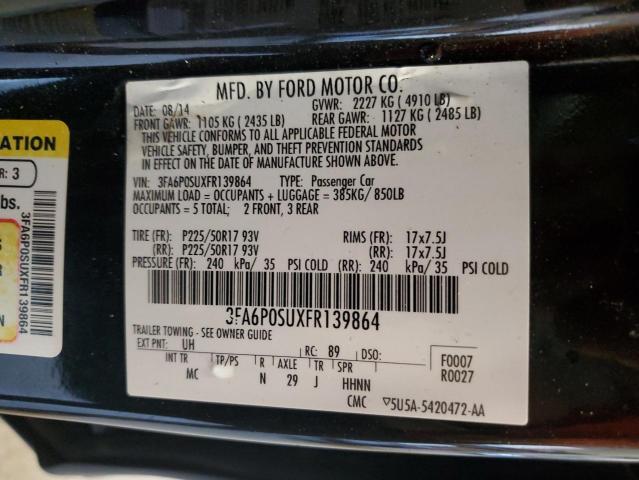 ATION
R: 3
bs.
S
R
N
3FA6P0SUXFR139864
MFD. BY FORD MOTOR CO.
DATE: 08/14 GVWR: 2227 KG ( 4910 LB)
FRONT GAWR: 1105 KG ( 2435 LB) REAR GAWR: 1127 KG ( 2485 LB)
THIS VEHICLE CONFORMS TO ALL APPLICABLE FEDERAL MOTOR
VEHICLE SAFETY, BUMPER, AND THEFT PREVENTION STANDARDS
IN EFFECT ON THE DATE OF MANUFACTURE SHOWN ABOVE.
VIN: 3FA6P0SUXFR139864 TYPE: Passenger Car
MAXIMUM LOAD = OCCUPANTS + LUGGAGE = 385KG/ 850LB
OCCUPANTS = 5 TOTAL; 2 FRONT, 3 REAR
TIRE (FR): P225/50R17 93V RIMS (FR): 17x7.5J
(RR): P225/50R17 93V (RR): 17x7.5J
PRESSURE (FR): 240 kPa/ 35 PSI COLD (RR): 240 kPa/ 35 PSI COLD
3FA6P0SUXFR139864
TRAILER TOWING - SEE OWNER GUIDE
EXT PNT: UH RC: 89 DSO: F0007
INT TR TP/PS R AXLE TR SPR R0027
MC N 29 J HHNN
CMC ▽5U5A-5420472-AA